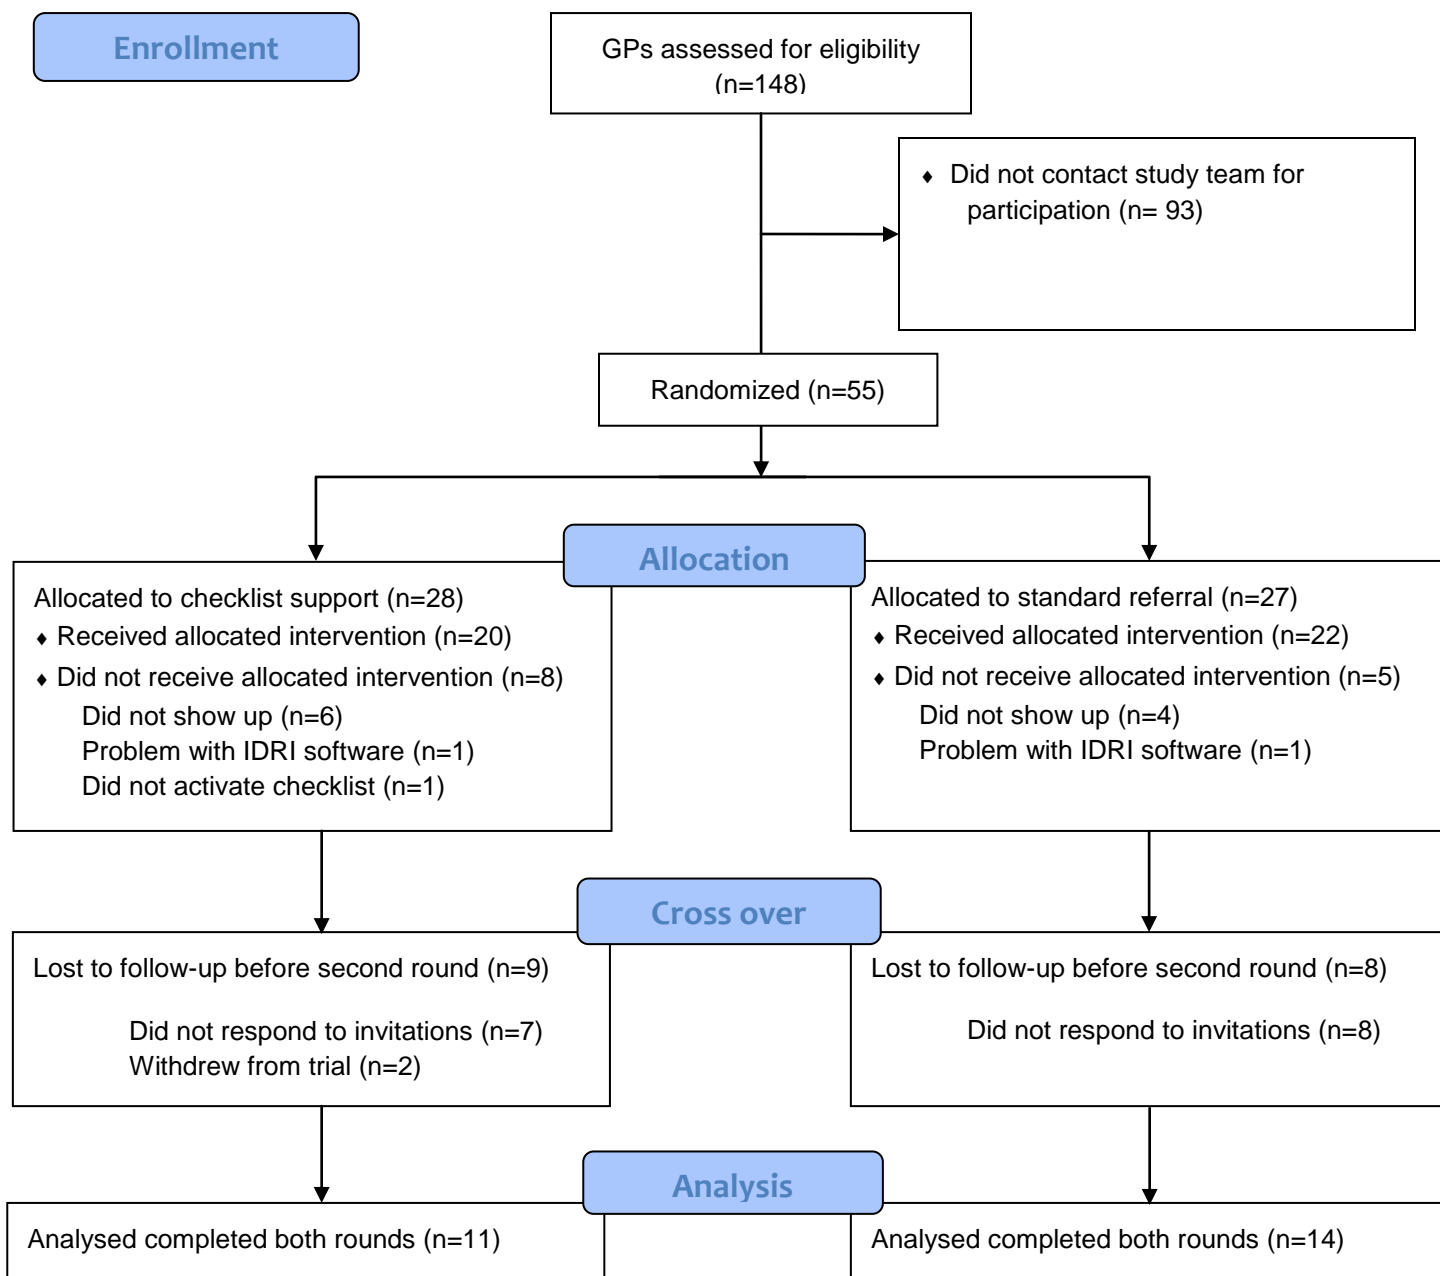 Enrollment
GPs assessed for eligibility
(n=148)
♦ Did not contact study team for
participation (n= 93)
Randomized (n=55)
Allocation
Allocated to checklist support (n=28)
♦ Received allocated intervention (n=20)
♦ Did not receive allocated intervention (n=8)
Did not show up (n=6)
Problem with IDRI software (n=1)
Did not activate checklist (n=1)
Allocated to standard referral (n=27)
♦ Received allocated intervention (n=22)
♦ Did not receive allocated intervention (n=5)
Did not show up (n=4)
Problem with IDRI software (n=1)
Cross over
Lost to follow-up before second round (n=9)
Did not respond to invitations (n=7)
Withdrew from trial (n=2)
Lost to follow-up before second round (n=8)
Did not respond to invitations (n=8)
Analysis
Analysed completed both rounds (n=11)
Analysed completed both rounds (n=14)